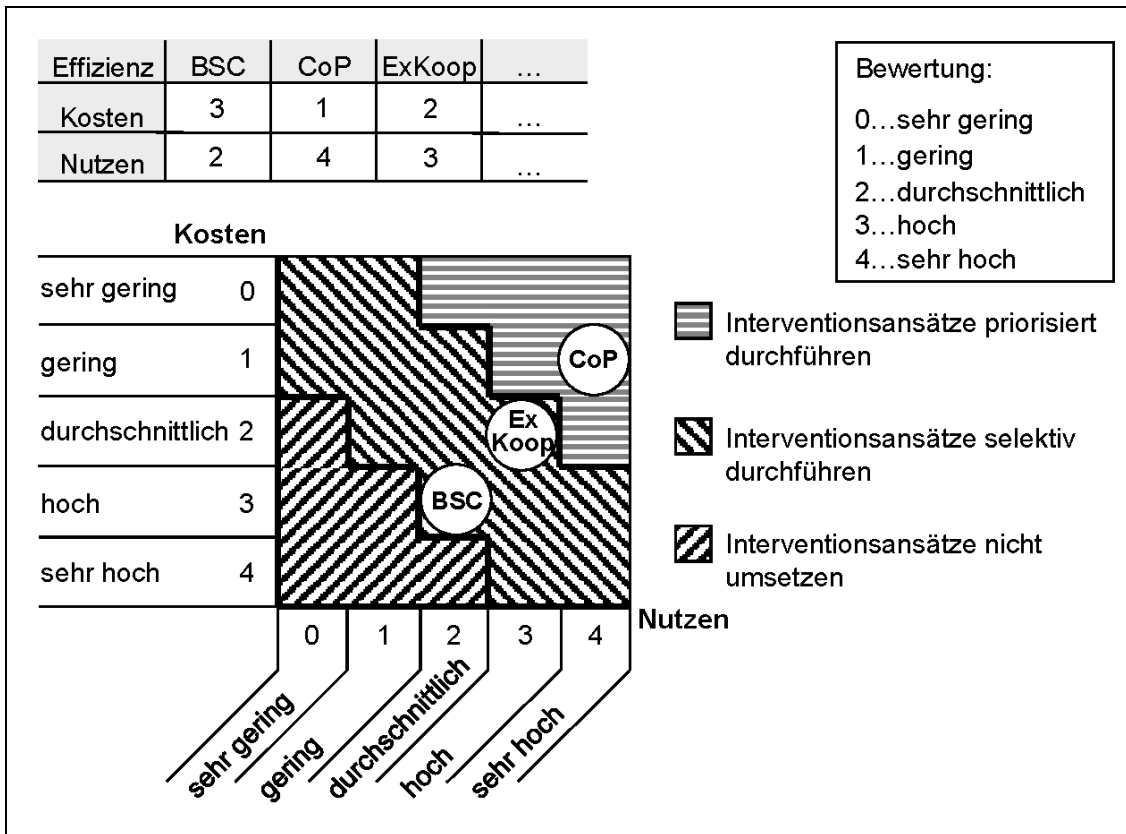 Effizienz BSC CoP ExKoop ...
Kosten 3 1 2 ...
Nutzen 2 4 3 ...
Bewertung:
0...sehr gering
1...gering
2...durchschnittlich
3...hoch
4...sehr hoch
Kosten
sehr gering 0
gering 1
durchschnittlich 2
hoch 3
sehr hoch 4
CoP
Ex
Koop
BSC
Nutzen
0 1 2 3 4
sehr gering
gering
durchschnittlich
hoch
sehr hoch
Interventionsansätze priorisiert
durchführen
Interventionsansätze selektiv
durchführen
Interventionsansätze nicht
umsetzen